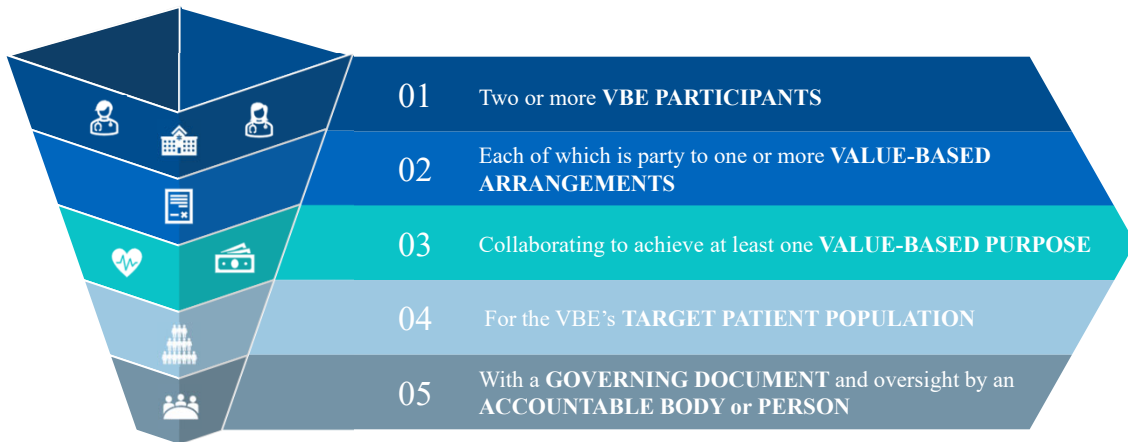 01
Two or more VBE PARTICIPANTS
02
Each of which is party to one or more VALUE-BASED
ARRANGEMENTS
03
Collaborating to achieve at least one VALUE-BASED PURPOSE
04
For the VBE’s TARGET PATIENT POPULATION
05
With a GOVERNING DOCUMENT and oversight by an
ACCOUNTABLE BODY or PERSON